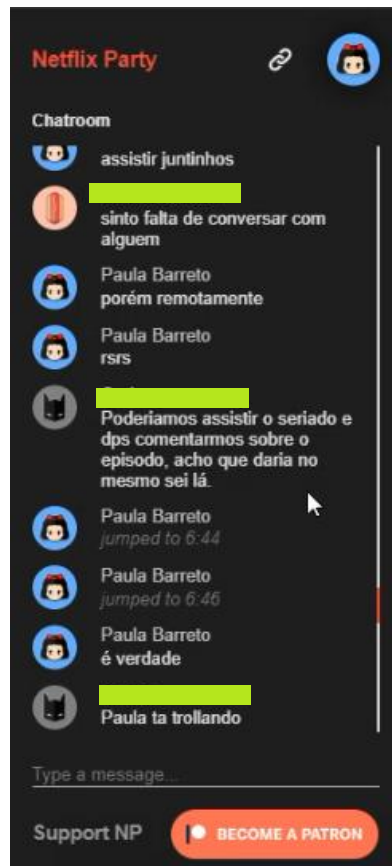 Netflix Party
Chatroom
assistir juntinhos
sinto falta de conversar com
alguem
Paula Barreto
porém remotamente
Paula Barreto
rsrs
Poderiamos assistir o seriado e
dps comentarmos sobre o
episodo, acho que daria no
mesmo sei lá.
Paula Barreto
jumped to 6:44
Paula Barreto
jumped to 6:46
Paula Barreto
é verdade
Paula ta trollando
Type a message...
Support NP
BECOME A PATRON